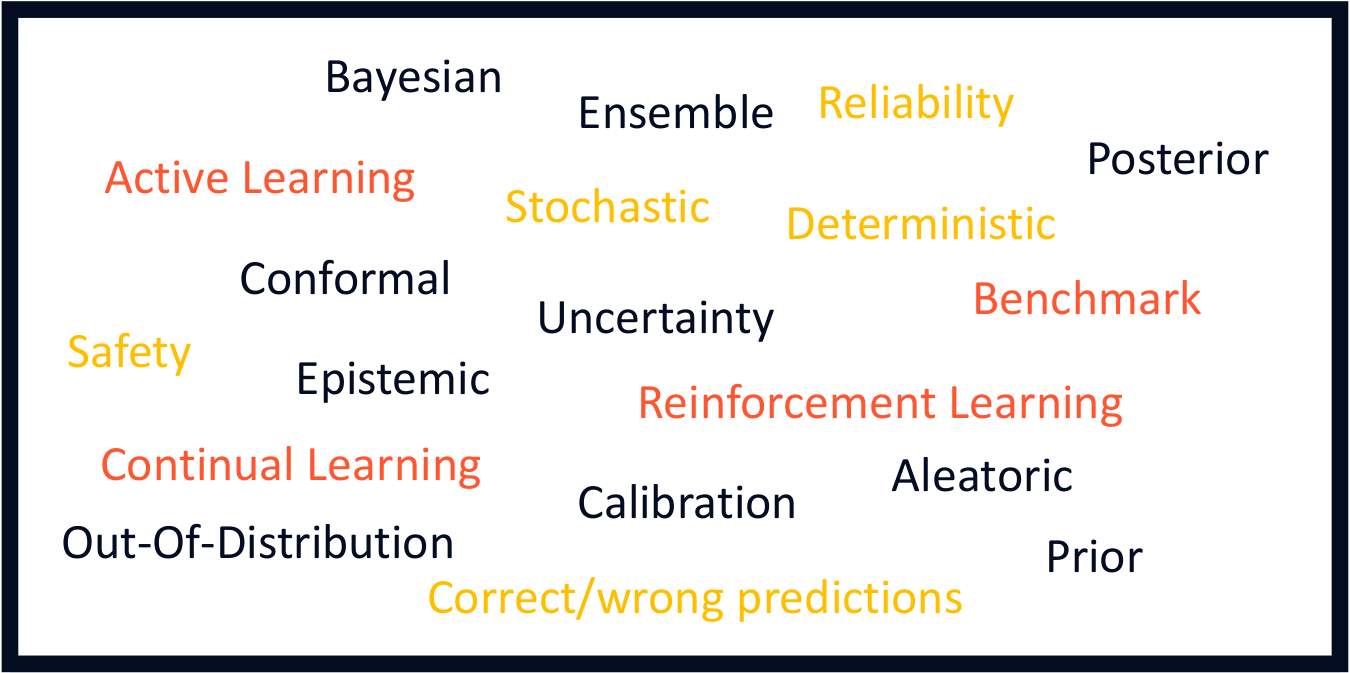 Bayesian
Ensemble
Reliability
Posterior
Active Learning
Stochastic
Deterministic
Conformal
Uncertainty
Benchmark
Safety
Epistemic
Reinforcement Learning
Continual Learning
Calibration
Aleatoric
Out-Of-Distribution
Prior
Correct/wrong predictions